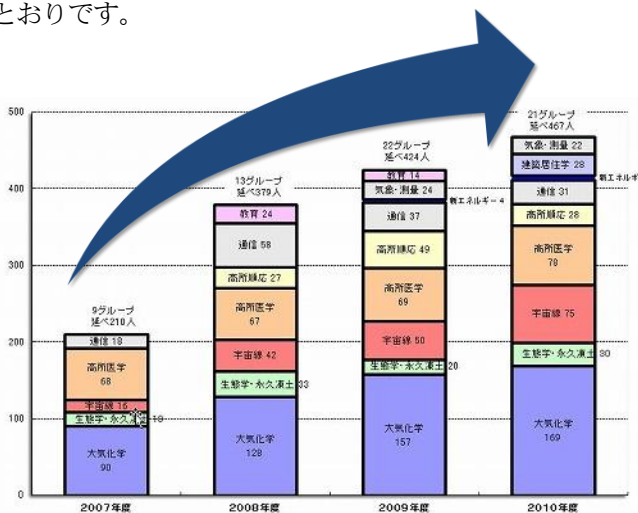 とおりです。
500
400
300
200
100
0
9グループ
延べ210人
通信 18
高所医学
68
宇宙線 16
生態学・永久凍土
大気化学
90
2007年度
13グループ
延べ379人
教育 24
通信 58
高所順応 27
高所医学
67
宇宙線 42
生態学・永久凍土 33
大気化学
128
2008年度
22グループ
延べ424人
教育 14
気象・測量 24
新エネルギー 4
通信 37
高所順応 49
高所医学
69
宇宙線 50
生態学・永久凍土 20
大気化学
157
2009年度
21グループ
延べ467人
気象・測量 22
建築居住学 28
新エネルギ
通信 31
高所順応 28
高所医学
78
宇宙線 75
生態学・永久凍土 30
大気化学
169
2010年度